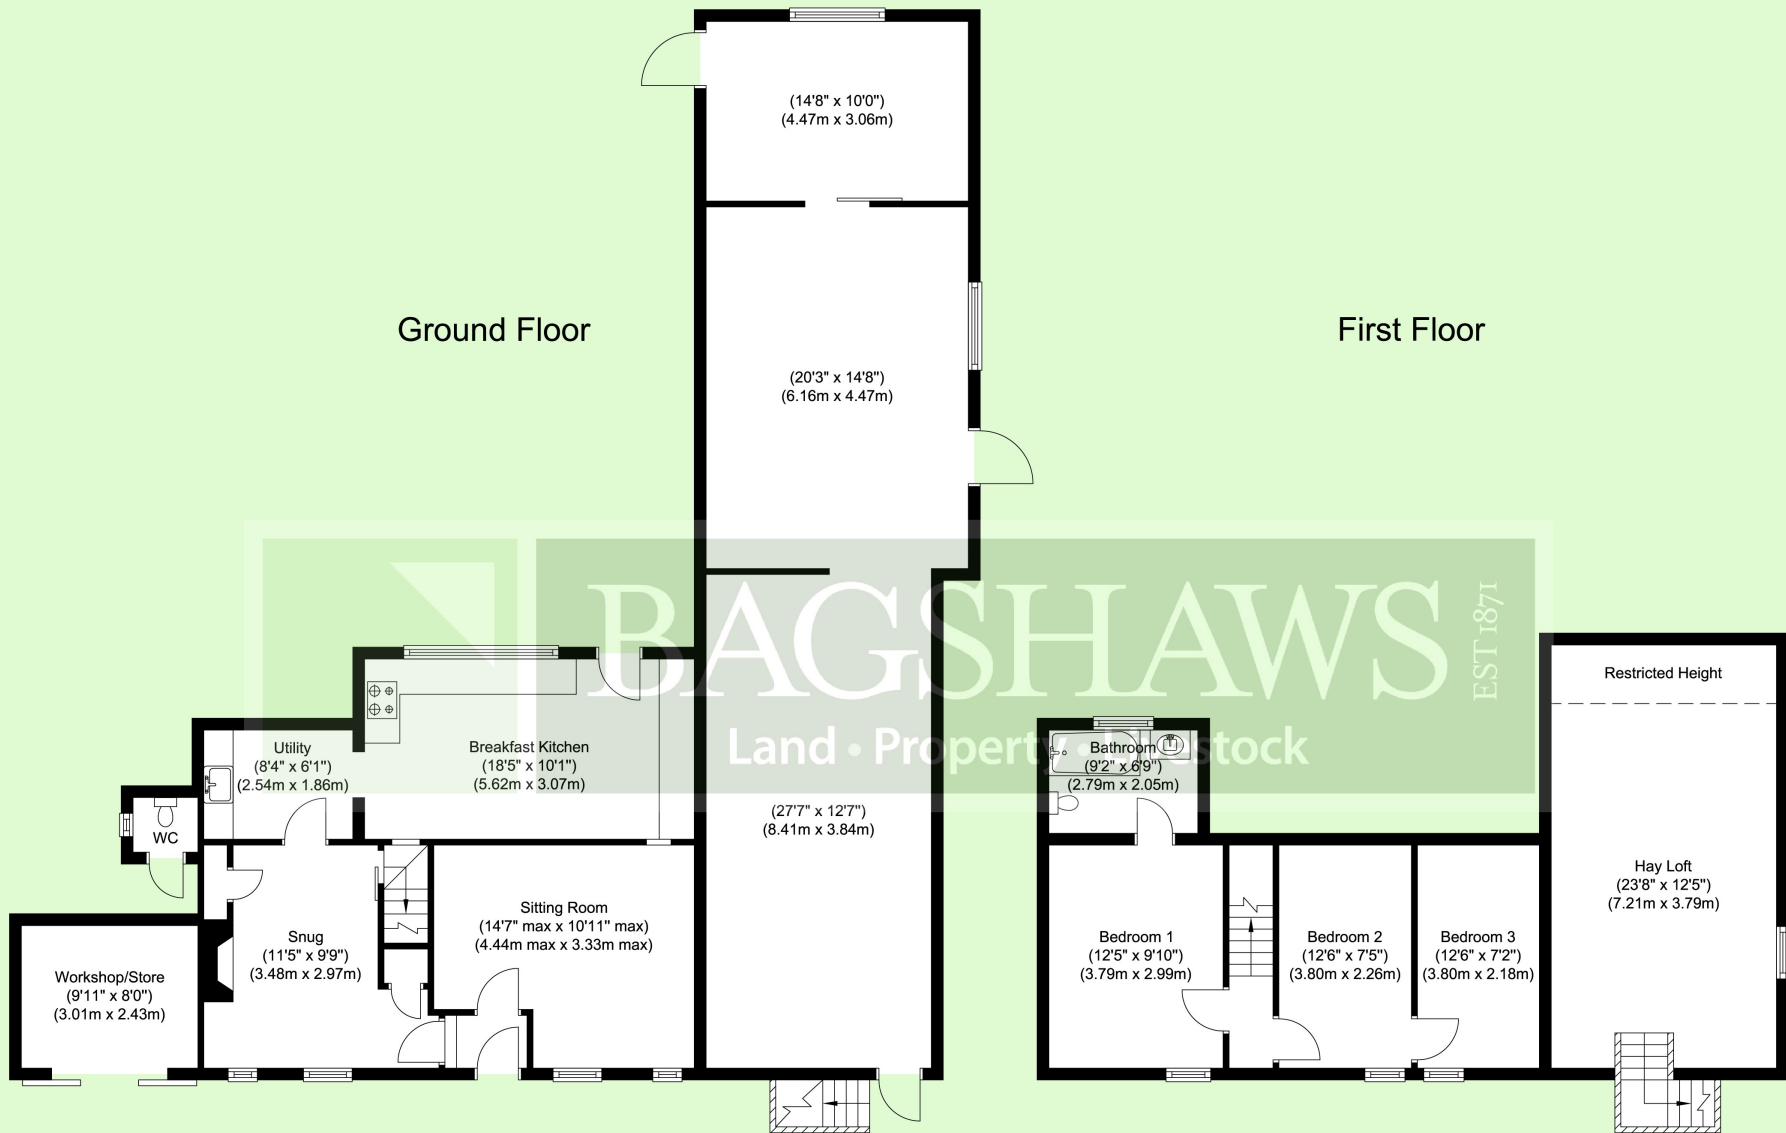 (14'8" x 10'0")
(4.47m x 3.06m)
Ground Floor
First Floor
(20'3" x 14'8")
(6.16m x 4.47m)
BAGSHAWS
EST 1871
Land • Property • Livestock
Restricted Height
Utility
(8'4" x 6'1")
(2.54m x 1.86m)
Breakfast Kitchen
(18'5" x 10'1")
(5.62m x 3.07m)
Bathroom
(9'2" x 6'9")
(2.79m x 2.05m)
WC
(27'7" x 12'7")
(8.41m x 3.84m)
Hay Loft
(23'8" x 12'5")
(7.21m x 3.79m)
Sitting Room
(14'7" max x 10'11" max)
(4.44m max x 3.33m max)
Snug
(11'5" x 9'9")
(3.48m x 2.97m)
Bedroom 1
(12'5" x 9'10")
(3.79m x 2.99m)
Bedroom 2
(12'6" x 7'5")
(3.80m x 2.26m)
Bedroom 3
(12'6" x 7'2")
(3.80m x 2.18m)
Workshop/Store
(9'11" x 8'0")
(3.01m x 2.43m)